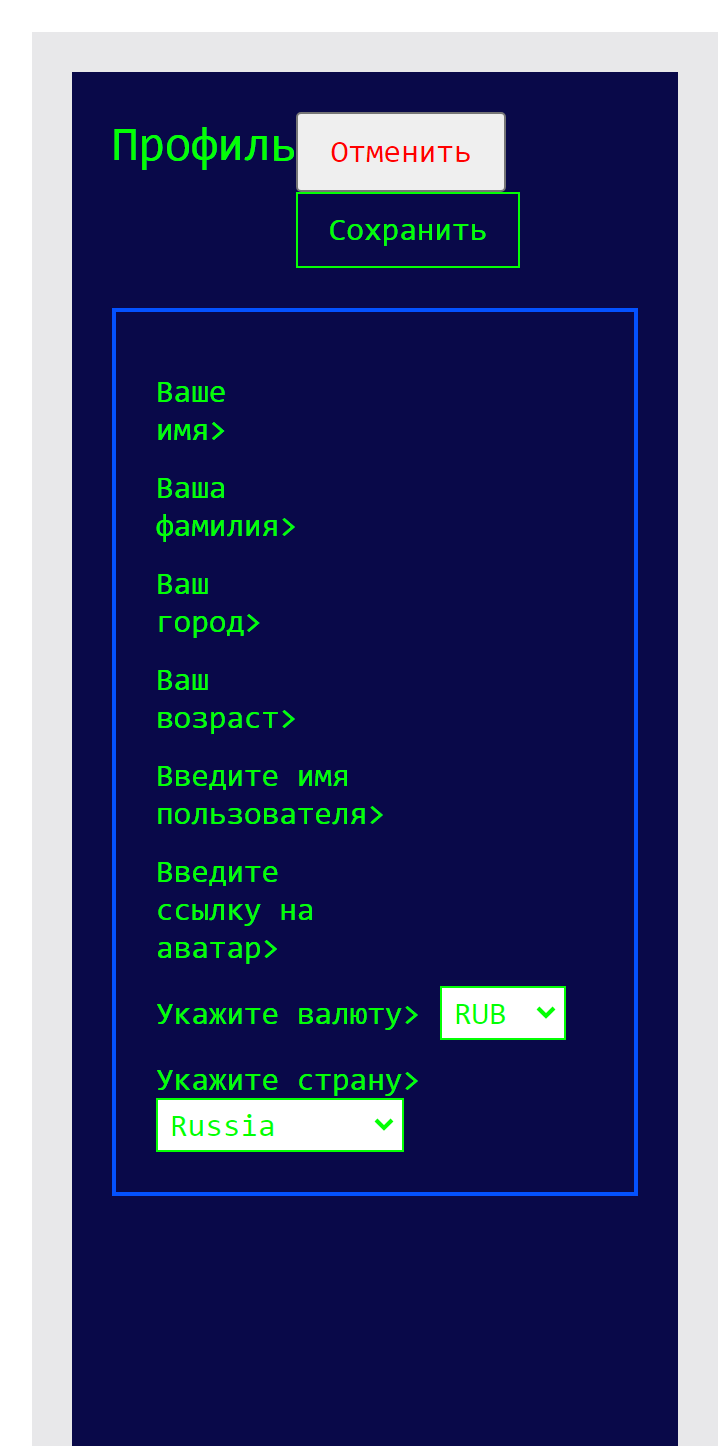 Профиль Отменить
Сохранить
Ваше
имя>
Ваша
фамилия>
Ваш
город>
Ваш
возраст>
Введите имя
пользователя>
Введите
ссылку на
аватар>
Укажите валюту> RUB
Укажите страну>
Russia